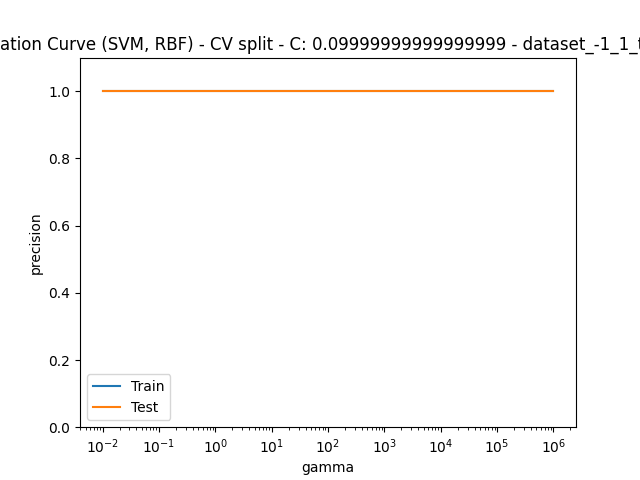 ation Curve (SVM, RBF) - CV split - C: 0.09999999999999999 - dataset_-1_1_t
1.0
0.8
0.6
0.4
0.2
0.0
precision
Train
Test
10⁻² 10⁻¹ 10⁰ 10¹ 10² 10³ 10⁴ 10⁵ 10⁶
gamma